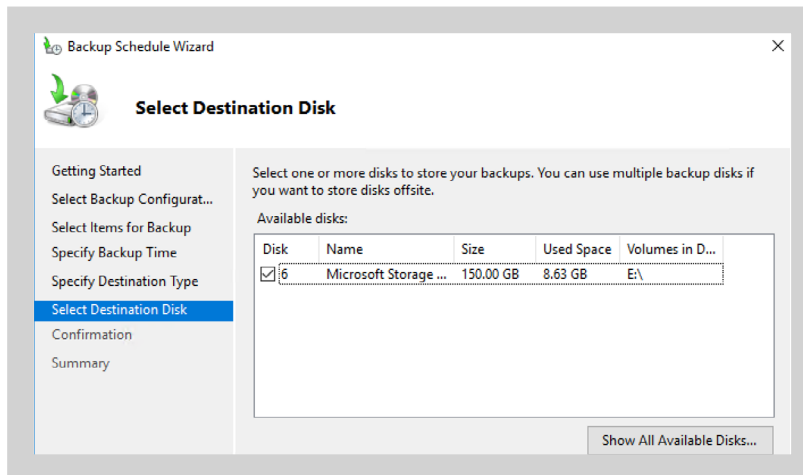 Backup Schedule Wizard
Select Destination Disk
Getting Started
Select Backup Configurat...
Select Items for Backup
Specify Backup Time
Specify Destination Type
Select Destination Disk
Confirmation
Summary
Select one or more disks to store your backups. You can use multiple backup disks if
you want to store disks offsite.
Available disks:
Disk Name Size Used Space Volumes in D...
6 Microsoft Storage ... 150.00 GB 8.63 GB E:\
Show All Available Disks...